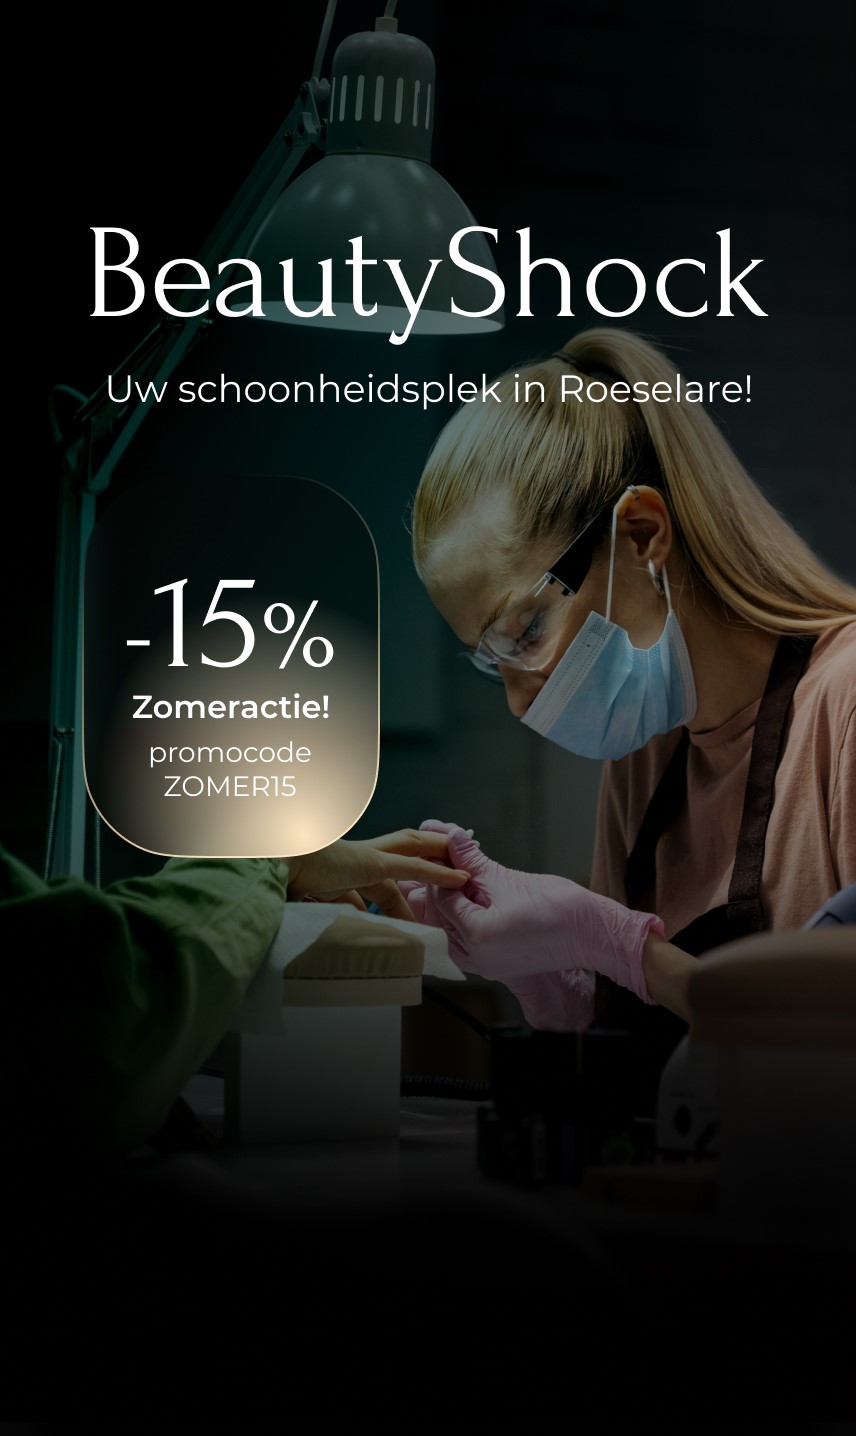 BeautyShock
Uw schoonheidsplek in Roeselare!
-15%
Zomeractie!
promocode
ZOMER15